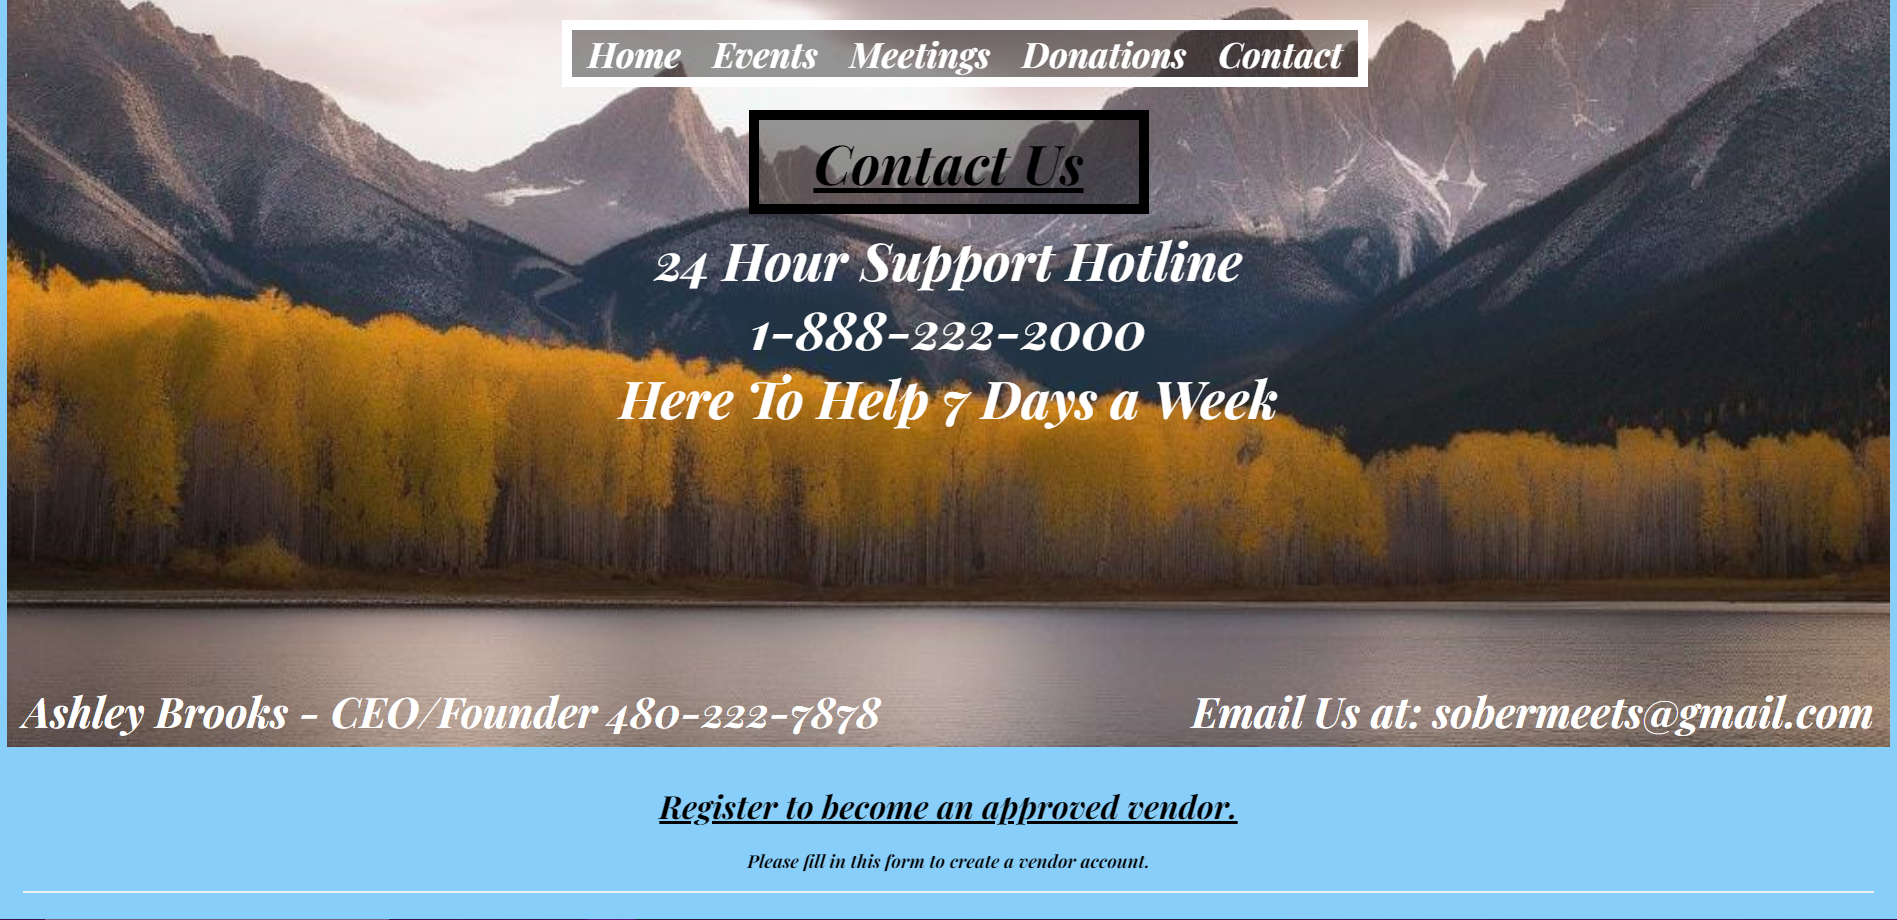 Home Events Meetings Donations Contact
Contact Us
24 Hour Support Hotline
1-888-222-2000
Here To Help 7 Days a Week
Ashley Brooks - CEO/Founder 480-222-7878
Email Us at: sobermeets@gmail.com
Register to become an approved vendor.
Please fill in this form to create a vendor account.